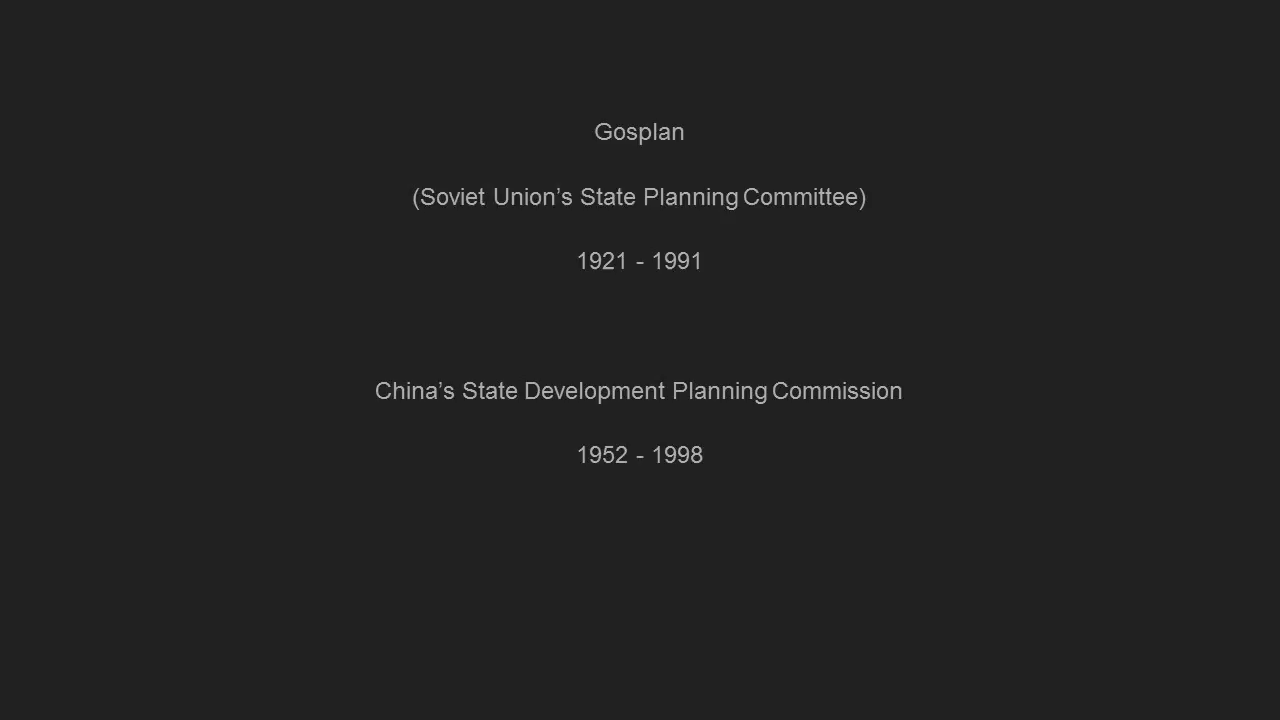 Gosplan
(Soviet Union’s State Planning Committee)
1921 - 1991
China’s State Development Planning Commission
1952 - 1998